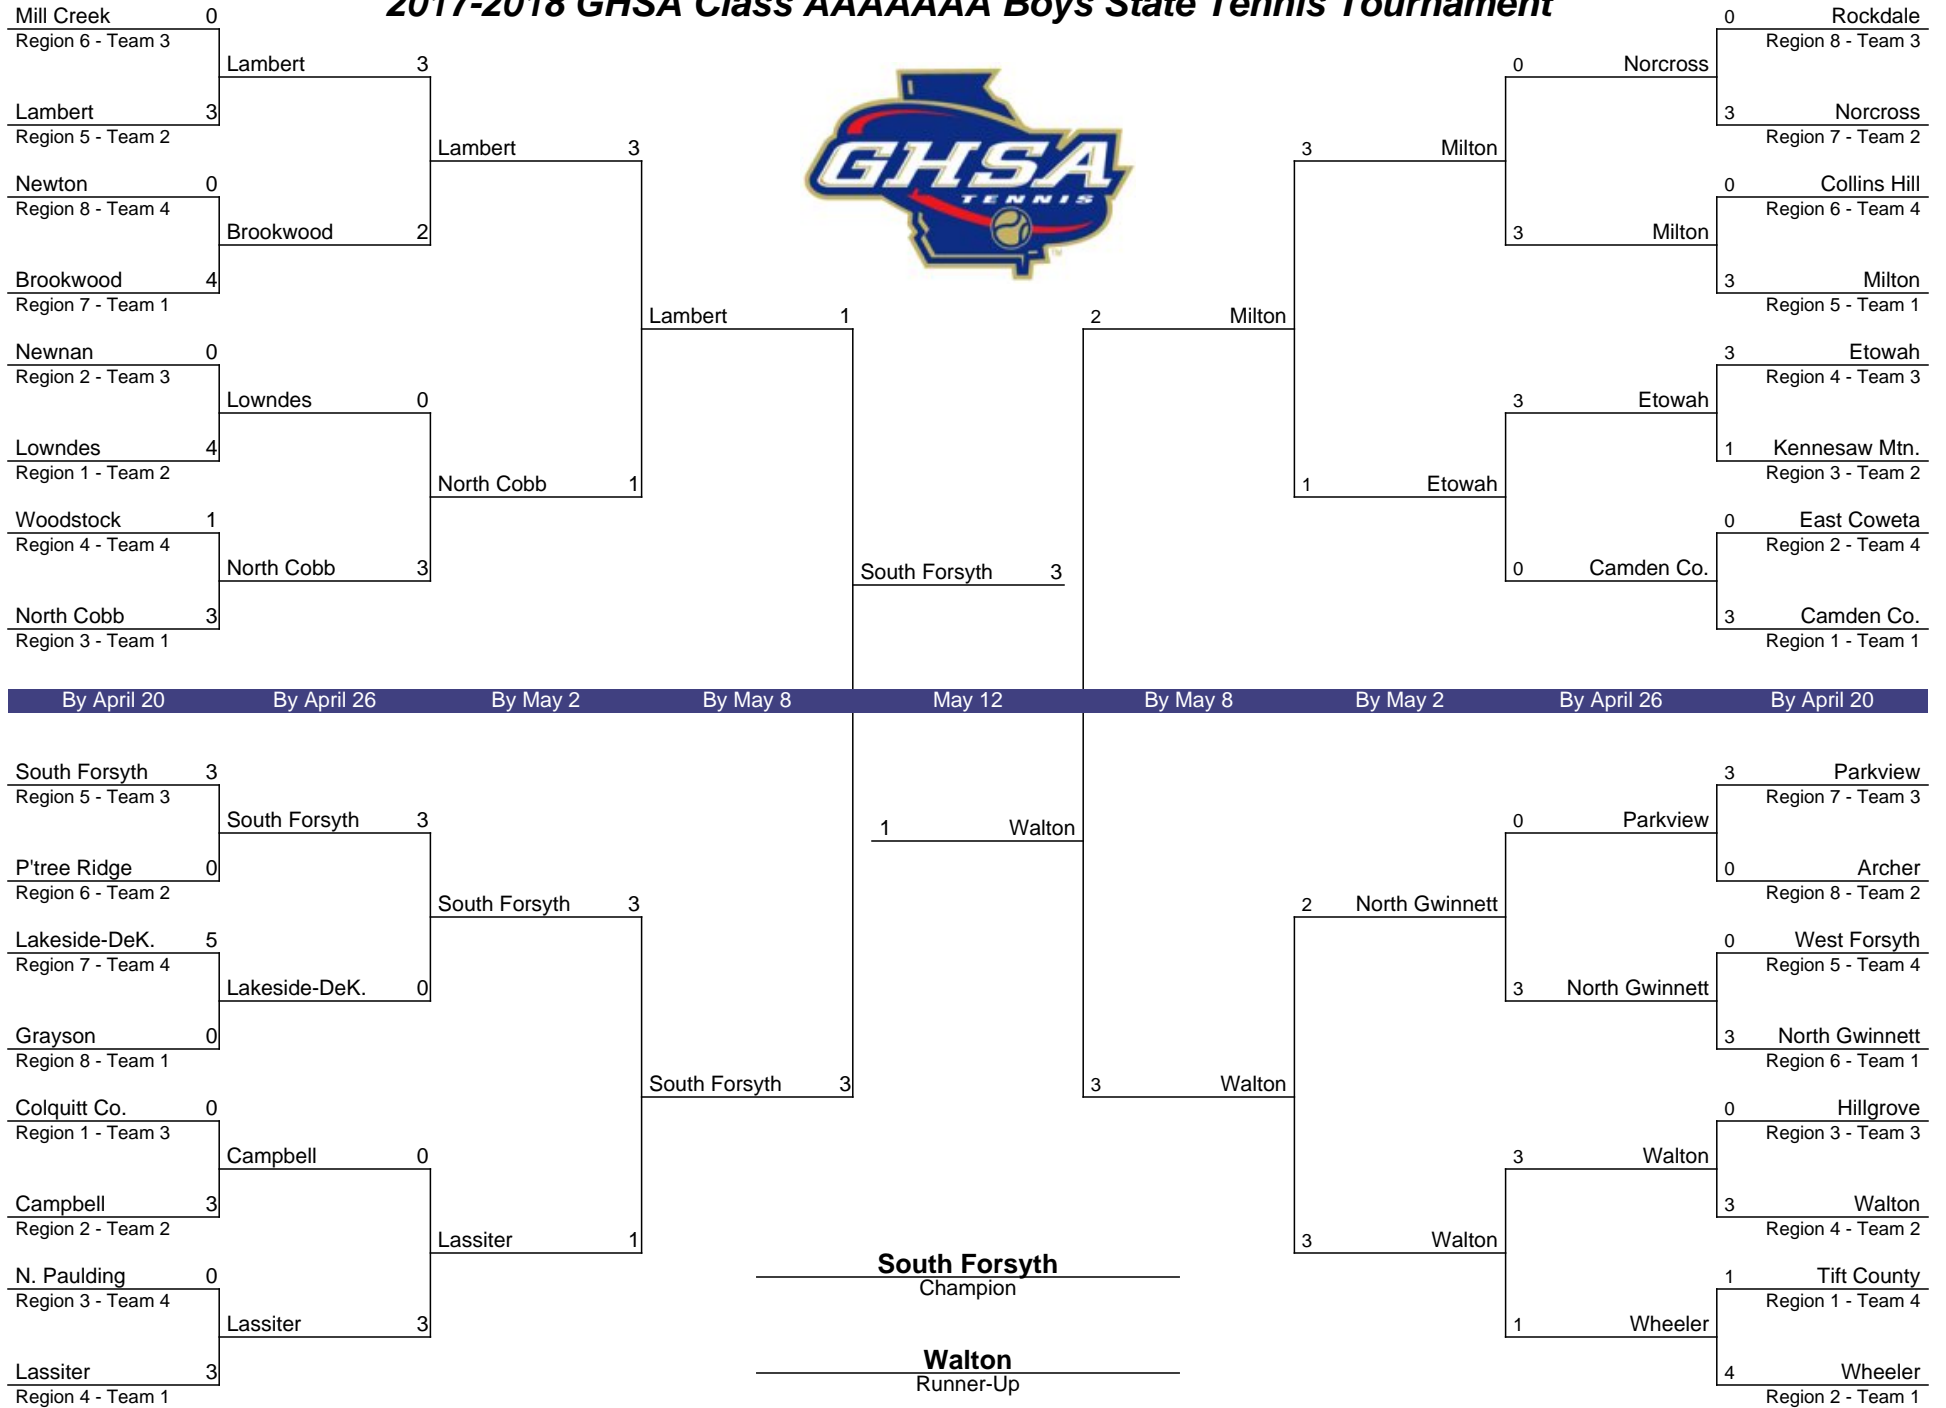 2017-2018 GHSA Class AAAAAAA Boys State Tennis Tournament
GHSA
TENNIS
TM
Mill Creek 0
Region 6 - Team 3
Lambert 3
Lambert 3
Region 5 - Team 2
Lambert 3
Newton 0
Region 8 - Team 4
Brookwood 2
Brookwood 4
Region 7 - Team 1
Lambert 1
Newnan 0
Region 2 - Team 3
Lowndes 0
Lowndes 4
Region 1 - Team 2
North Cobb 1
Woodstock 1
Region 4 - Team 4
North Cobb 3
South Forsyth 3
North Cobb 3
Region 3 - Team 1
0 Rockdale
Region 8 - Team 3
0 Norcross
3 Norcross
Region 7 - Team 2
3 Milton
0 Collins Hill
Region 6 - Team 4
3 Milton
3 Milton
Region 5 - Team 1
2 Milton
3 Etowah
Region 4 - Team 3
3 Etowah
1 Kennesaw Mtn.
Region 3 - Team 2
1 Etowah
0 East Coweta
Region 2 - Team 4
0 Camden Co.
3 Camden Co.
Region 1 - Team 1
By April 20 By April 26 By May 2 By May 8 May 12 By May 8 By May 2 By April 26 By April 20
South Forsyth 3
Region 5 - Team 3
South Forsyth 3
P'tree Ridge 0
Region 6 - Team 2
South Forsyth 3
Lakeside-DeK. 5
Region 7 - Team 4
Lakeside-DeK. 0
Grayson 0
Region 8 - Team 1
South Forsyth 3
Colquitt Co. 0
Region 1 - Team 3
Campbell 0
Campbell 3
Region 2 - Team 2
Lassiter 1
N. Paulding 0
Region 3 - Team 4
Lassiter 3
Lassiter 3
Region 4 - Team 1
1 Walton
3 Parkview
Region 7 - Team 3
0 Parkview
0 Archer
Region 8 - Team 2
2 North Gwinnett
0 West Forsyth
Region 5 - Team 4
3 North Gwinnett
3 North Gwinnett
Region 6 - Team 1
3 Walton
0 Hillgrove
Region 3 - Team 3
3 Walton
3 Walton
Region 4 - Team 2
3 Walton
1 Tift County
Region 1 - Team 4
1 Wheeler
4 Wheeler
Region 2 - Team 1
South Forsyth
Champion
Walton
Runner-Up